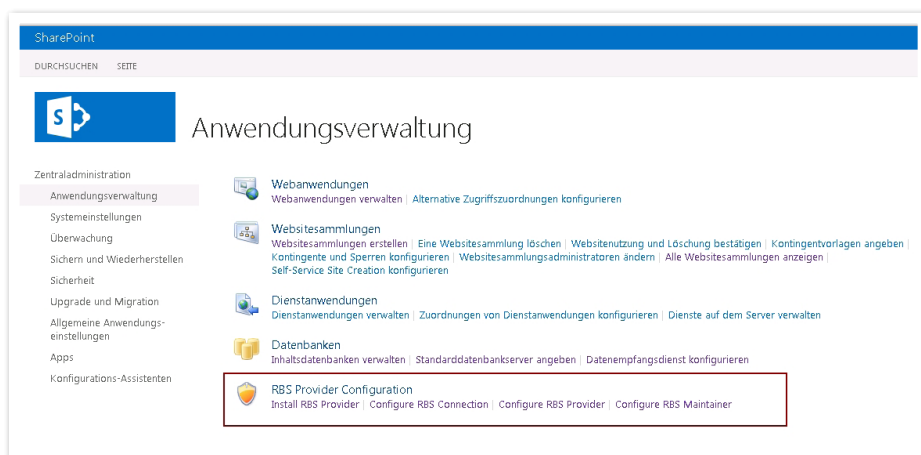 SharePoint
DURCHSUCHEN SEITE
S
Anwendungsverwaltung
Zentraladministration
Anwendungsverwaltung
Systemeinstellungen
Überwachung
Sichern und Wiederherstellen
Sicherheit
Upgrade und Migration
Allgemeine Anwendungs-
einstellungen
Apps
Konfigurations-Assistenten
Webanwendungen
Webanwendungen verwalten | Alternative Zugriffszuordnungen konfigurieren
Websitesammlungen
Websitesammlungen erstellen | Eine Websitesammlung löschen | Websitenutzung und Löschung bestätigen | Kontingentvorlagen angeben |
Kontingente und Sperren konfigurieren | Websitesammlungsadministratoren ändern | Alle Websitesammlungen anzeigen |
Self-Service Site Creation konfigurieren
Dienstanwendungen
Dienstanwendungen verwalten | Zuordnungen von Dienstanwendungen konfigurieren | Dienste auf dem Server verwalten
Datenbanken
Inhaltsdatenbanken verwalten | Standarddatenbankserver angeben | Datenempfangsdienst konfigurieren
RBS Provider Configuration
Install RBS Provider | Configure RBS Connection | Configure RBS Provider | Configure RBS Maintainer